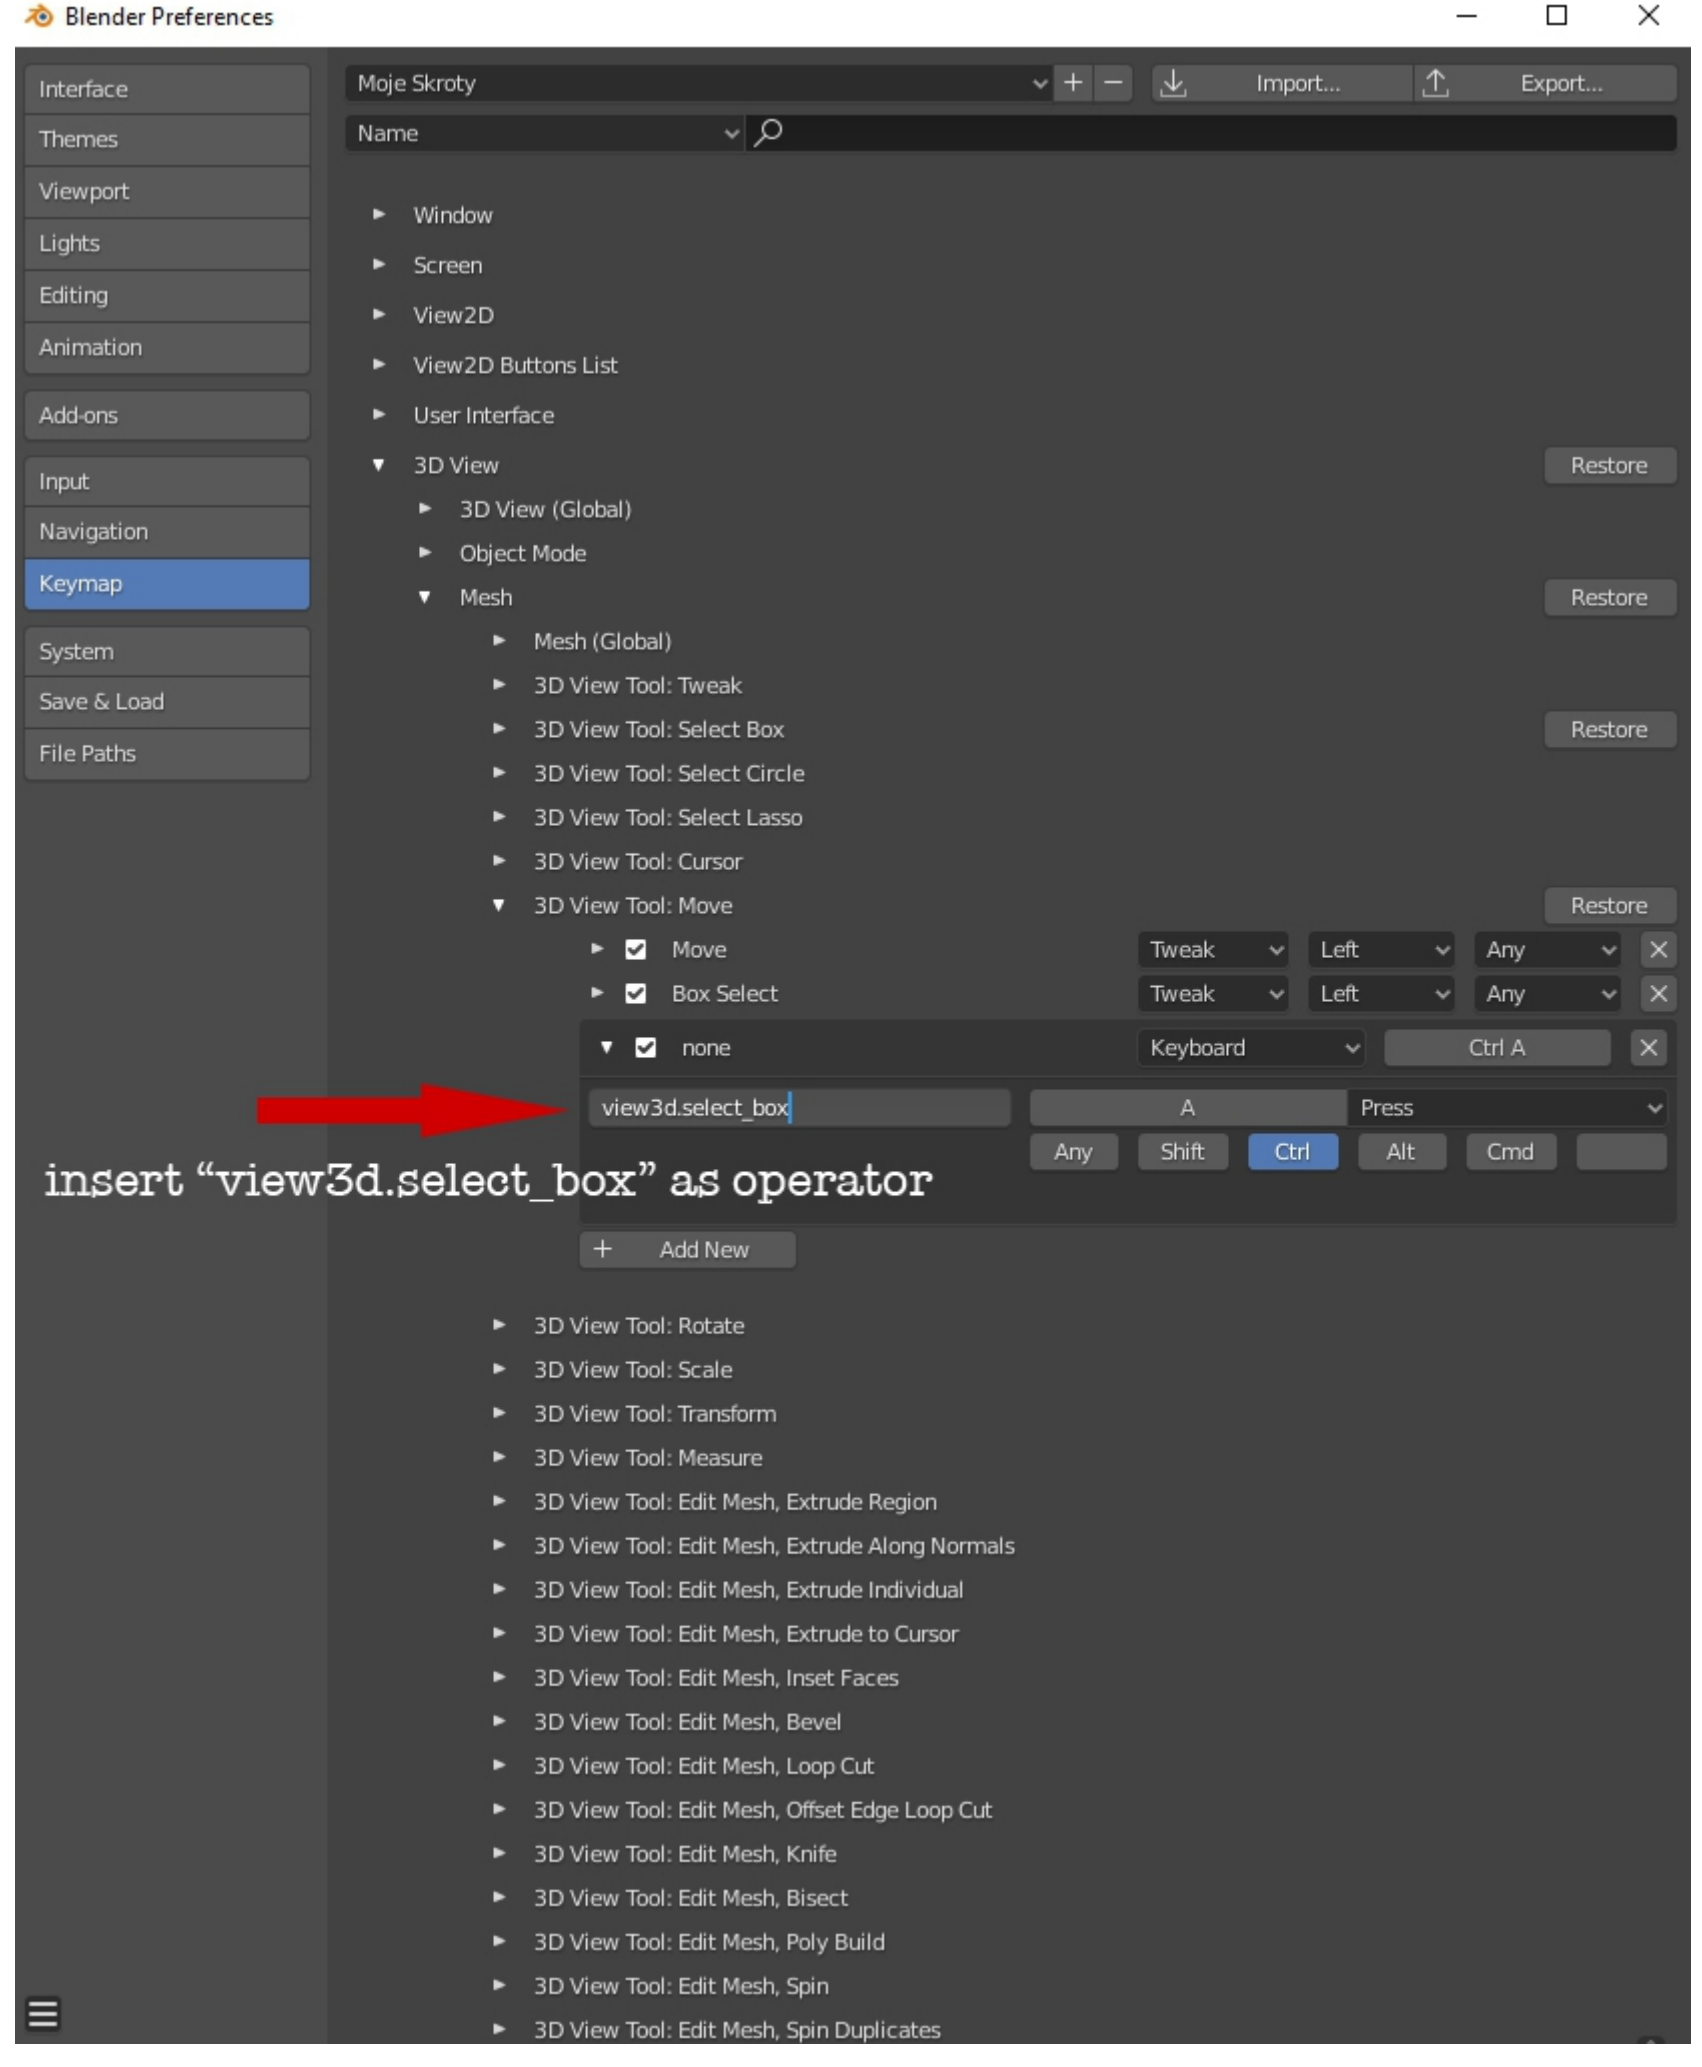 Blender Preferences
Interface
Themes
Viewport
Lights
Editing
Animation
Add-ons
Input
Navigation
Keymap
System
Save & Load
File Paths
Moje Skroty
Import...
Export...
Name
Window
Screen
View2D
View2D Buttons List
User Interface
3D View Restore
3D View (Global)
Object Mode
Mesh Restore
Mesh (Global)
3D View Tool: Tweak
3D View Tool: Select Box Restore
3D View Tool: Select Circle
3D View Tool: Select Lasso
3D View Tool: Cursor
3D View Tool: Move Restore
Move Tweak Left Any
Box Select Tweak Left Any
none Keyboard Ctrl A
view3d.select_box A Press
Any Shift Ctrl Alt Cmd
insert “view3d.select_box” as operator
Add New
3D View Tool: Rotate
3D View Tool: Scale
3D View Tool: Transform
3D View Tool: Measure
3D View Tool: Edit Mesh, Extrude Region
3D View Tool: Edit Mesh, Extrude Along Normals
3D View Tool: Edit Mesh, Extrude Individual
3D View Tool: Edit Mesh, Extrude to Cursor
3D View Tool: Edit Mesh, Inset Faces
3D View Tool: Edit Mesh, Bevel
3D View Tool: Edit Mesh, Loop Cut
3D View Tool: Edit Mesh, Offset Edge Loop Cut
3D View Tool: Edit Mesh, Knife
3D View Tool: Edit Mesh, Bisect
3D View Tool: Edit Mesh, Poly Build
3D View Tool: Edit Mesh, Spin
3D View Tool: Edit Mesh, Spin Duplicates